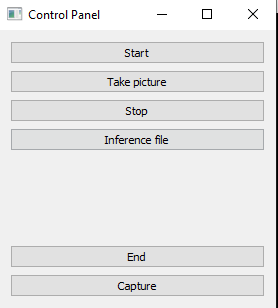 Control Panel
Start
Take picture
Stop
Inference file
End
Capture